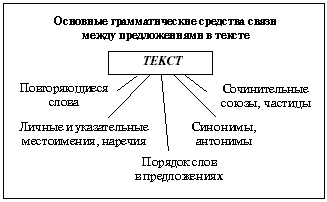 Основные грамматические средства связи
между предложениями в тексте
ТЕКСТ
Повторяющиеся
слова
Сочинительные
союзы, частицы
Личные и указательные
местоимения, наречия
Синонимы,
антонимы
Порядок слов
в предложениях